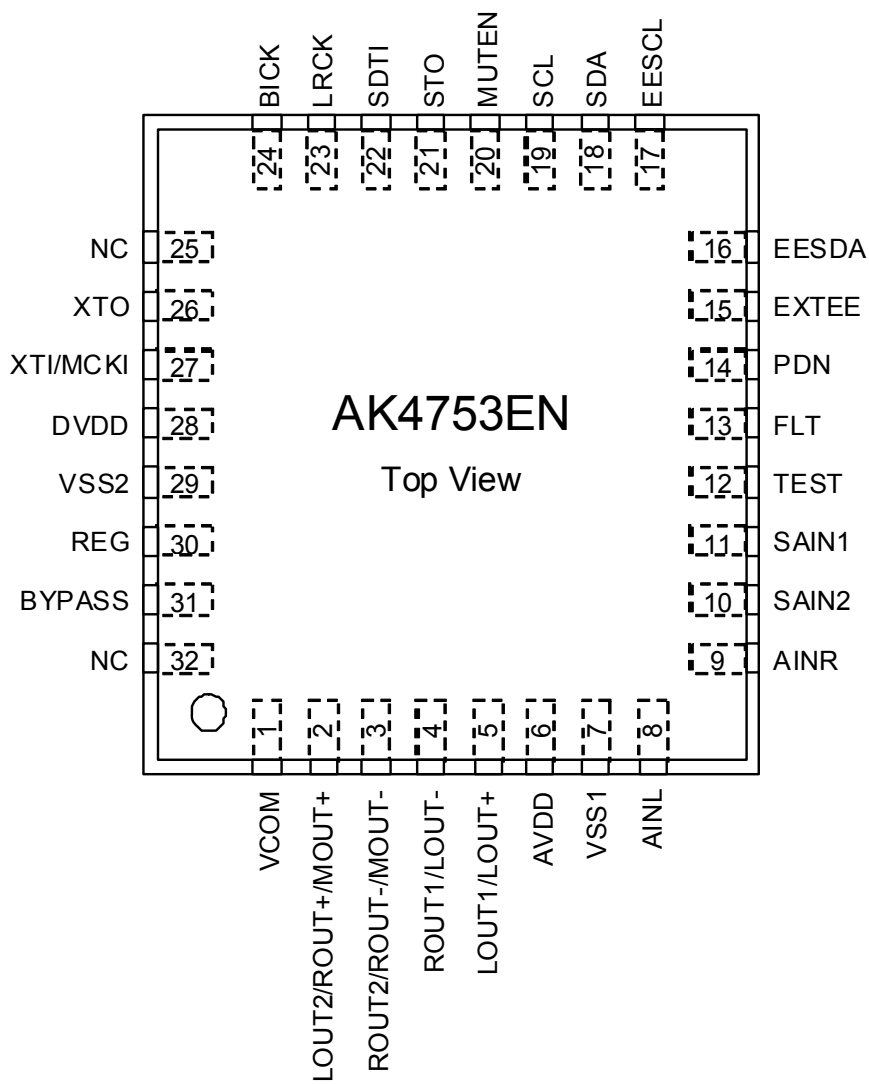 BICK
LRCK
SDTI
STO
MUTEN
SCL
SDA
EESCL
24
23
22
21
20
19
18
17
NC
25
16
EESDA
XTO
26
15
EXTEE
XTI/MCKI
27
14
PDN
DVDD
28
AK4753EN
13
FLT
VSS2
29
Top View
12
TEST
REG
30
11
SAIN1
BYPASS
31
10
SAIN2
NC
32
9
AINR
1
2
3
4
5
6
7
8
VCOM
LOUT2/ROUT+/MOUT+
ROUT2/ROUT-/MOUT-
ROUT1/LOUT-
LOUT1/LOUT+
AVDD
VSS1
AINL